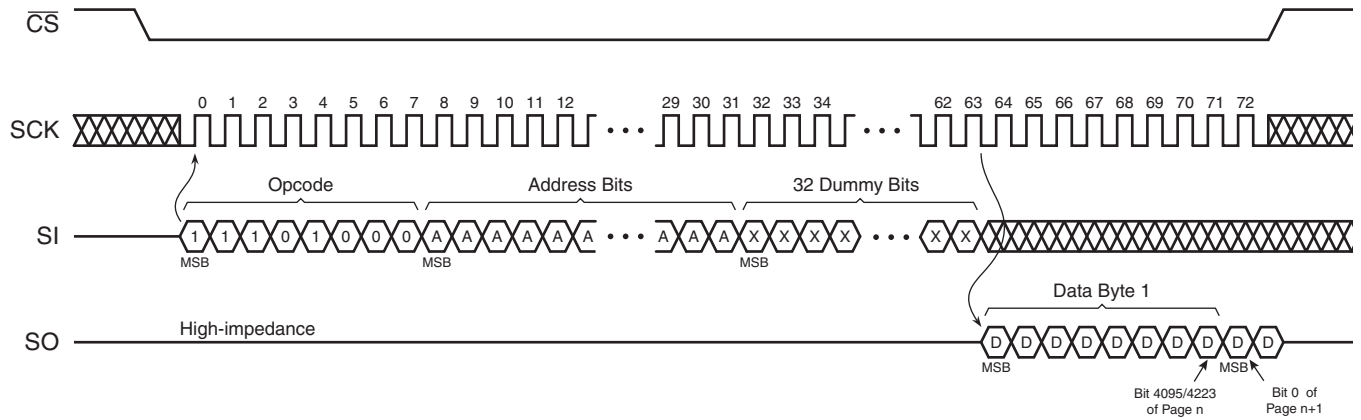 CS
0 1 2 3 4 5 6 7 8 9 10 11 12 29 30 31 32 33 34 62 63 64 65 66 67 68 69 70 71 72
SCK
Opcode Address Bits 32 Dummy Bits
SI 1 1 1 0 1 0 0 0 A A A A A A A A A X X X X X X
MSB MSB MSB
Data Byte 1
High-impedance
SO D D D D D D D D D D
MSB MSB
Bit 4095/4223
of Page n
Bit 0 of
Page n+1